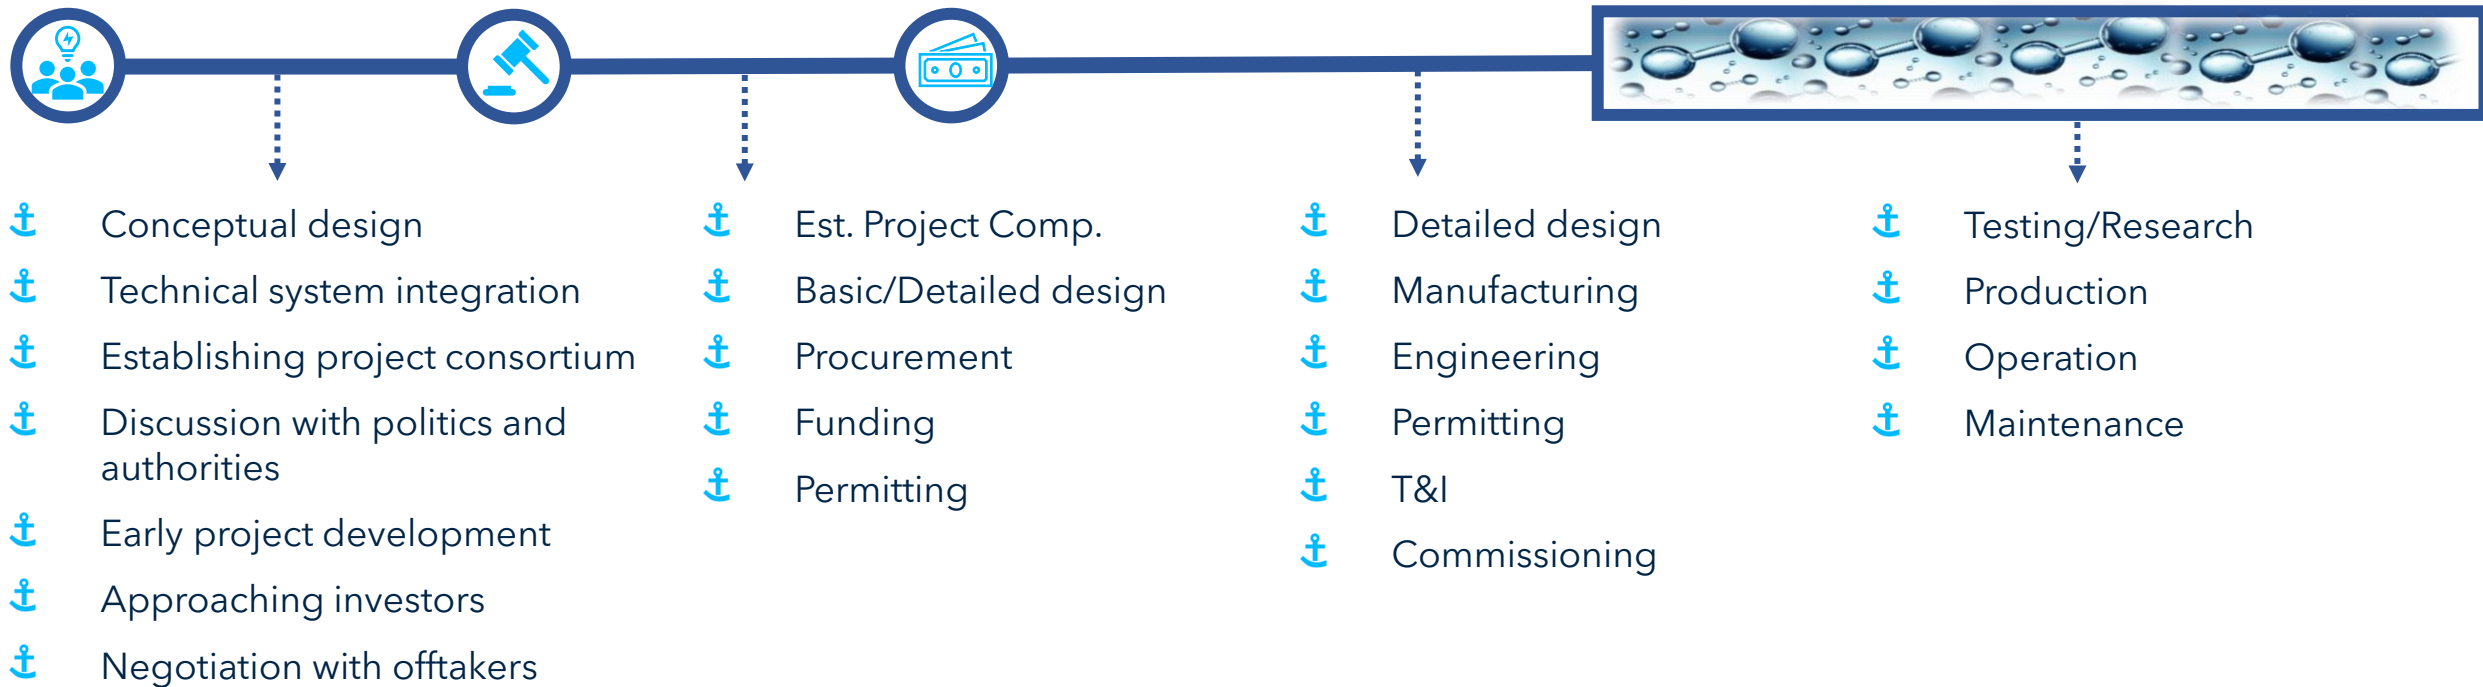 Conceptual design
Technical system integration
Establishing project consortium
Discussion with politics and
authorities
Early project development
Approaching investors
Negotiation with offtakers
Est. Project Comp.
Basic/Detailed design
Procurement
Funding
Permitting
Detailed design
Manufacturing
Engineering
Permitting
T&I
Commissioning
Testing/Research
Production
Operation
Maintenance